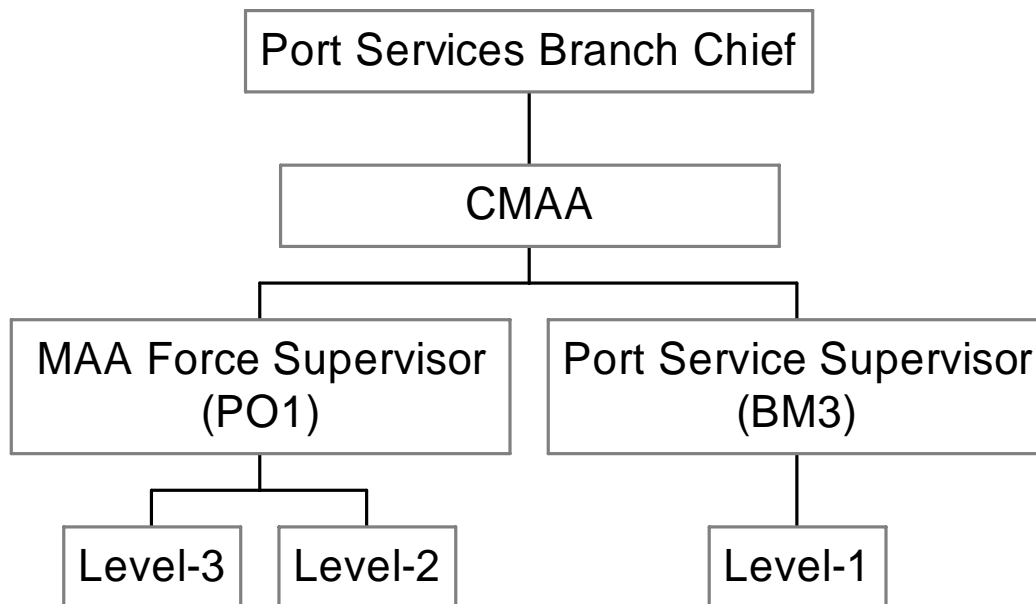 Port Services Branch Chief
CMAA
MAA Force Supervisor
(PO1)
Port Service Supervisor
(BM3)
Level-3
Level-2
Level-1